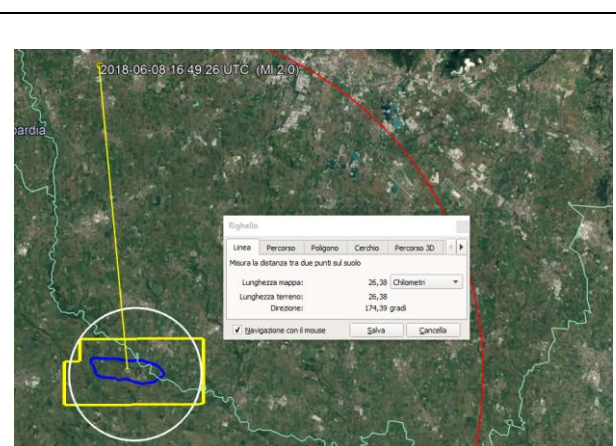 2018-06-08 16:49:26 UTC (Ml 2.0)
bardia
Righello
Linea Percorso Poligono Cerchio Percorso 3D
Misura la distanza tra due punti sul suolo
Lunghezza mappa: 26,38 Chilometri
Lunghezza terreno: 26,38
Direzione: 174,39 gradi
Navigazione con il mouse Salva Cancella